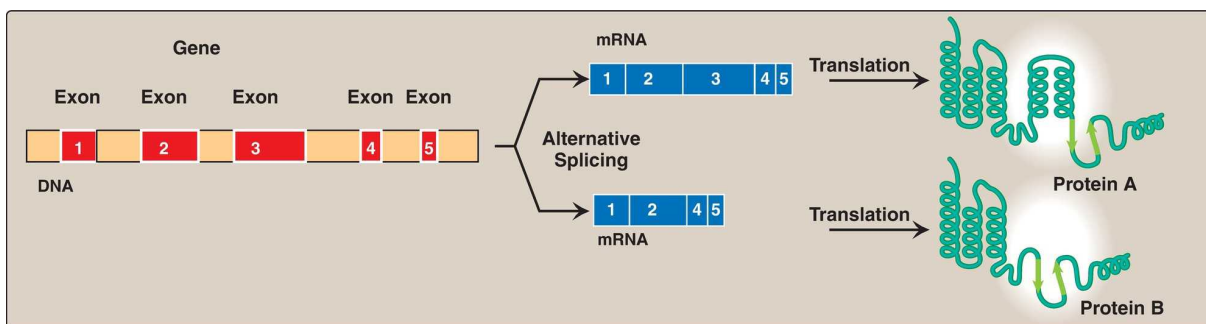 Gene
Exon Exon Exon Exon Exon
1 2 3 4 5
DNA
Alternative
Splicing
mRNA
1 2 3 4 5
Translation
Protein A
1 2 4 5
mRNA
Translation
Protein B